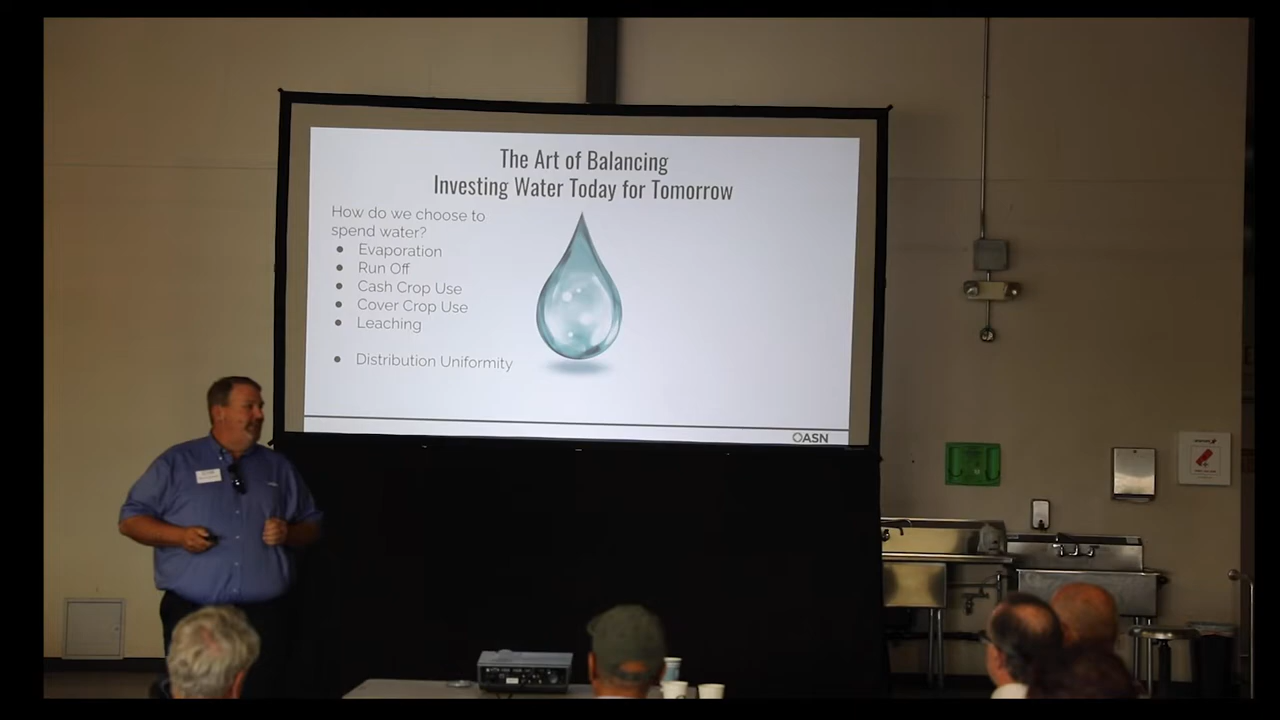 The Art of Balancing
Investing Water Today for Tomorrow
How do we choose to
spend water?
● Evaporation
● Run Off
● Cash Crop Use
● Cover Crop Use
● Leaching
● Distribution Uniformity
ASN